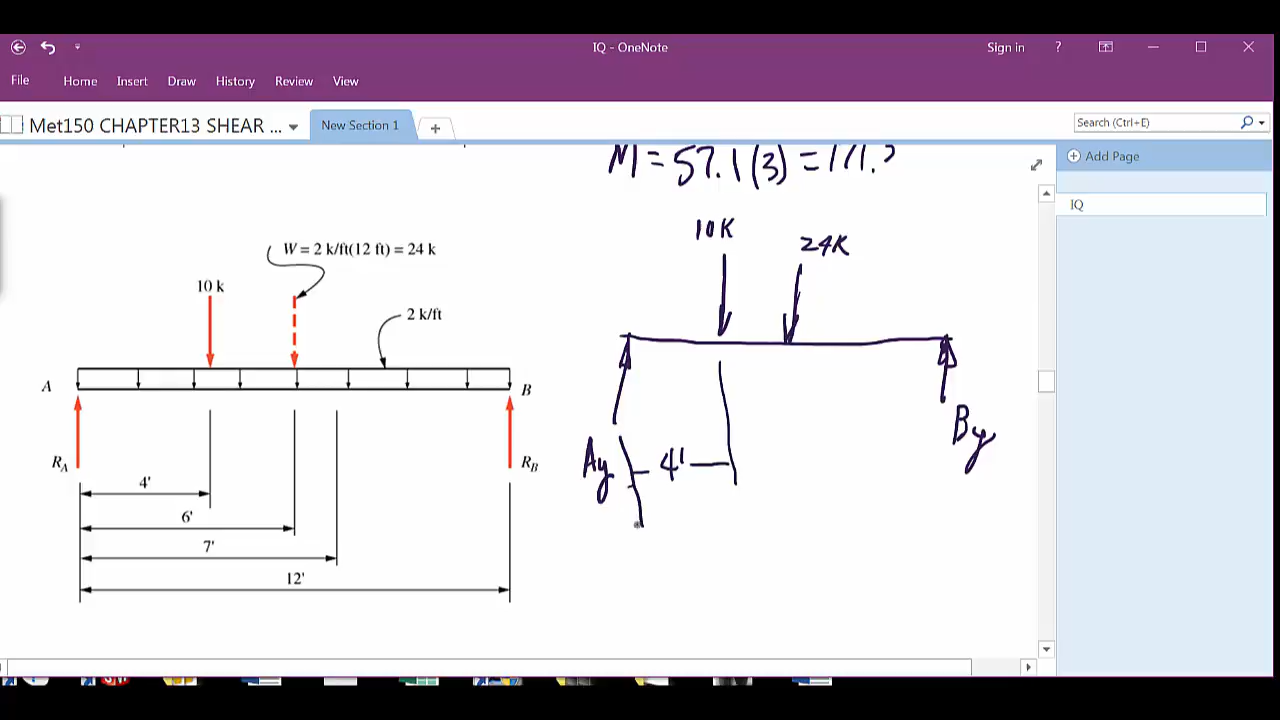 IQ - OneNote
Sign in
?
File
Home
Insert
Draw
History
Review
View
Met150 CHAPTER13 SHEAR ...
New Section 1
+
Search (Ctrl+E)
Add Page
IQ
M = 57.1 (3) =
10K
24K
Ay
4'
By
W = 2 k/ft(12 ft) = 24 k
10 k
2 k/ft
A
B
R_A
R_B
4'
6'
7'
12'